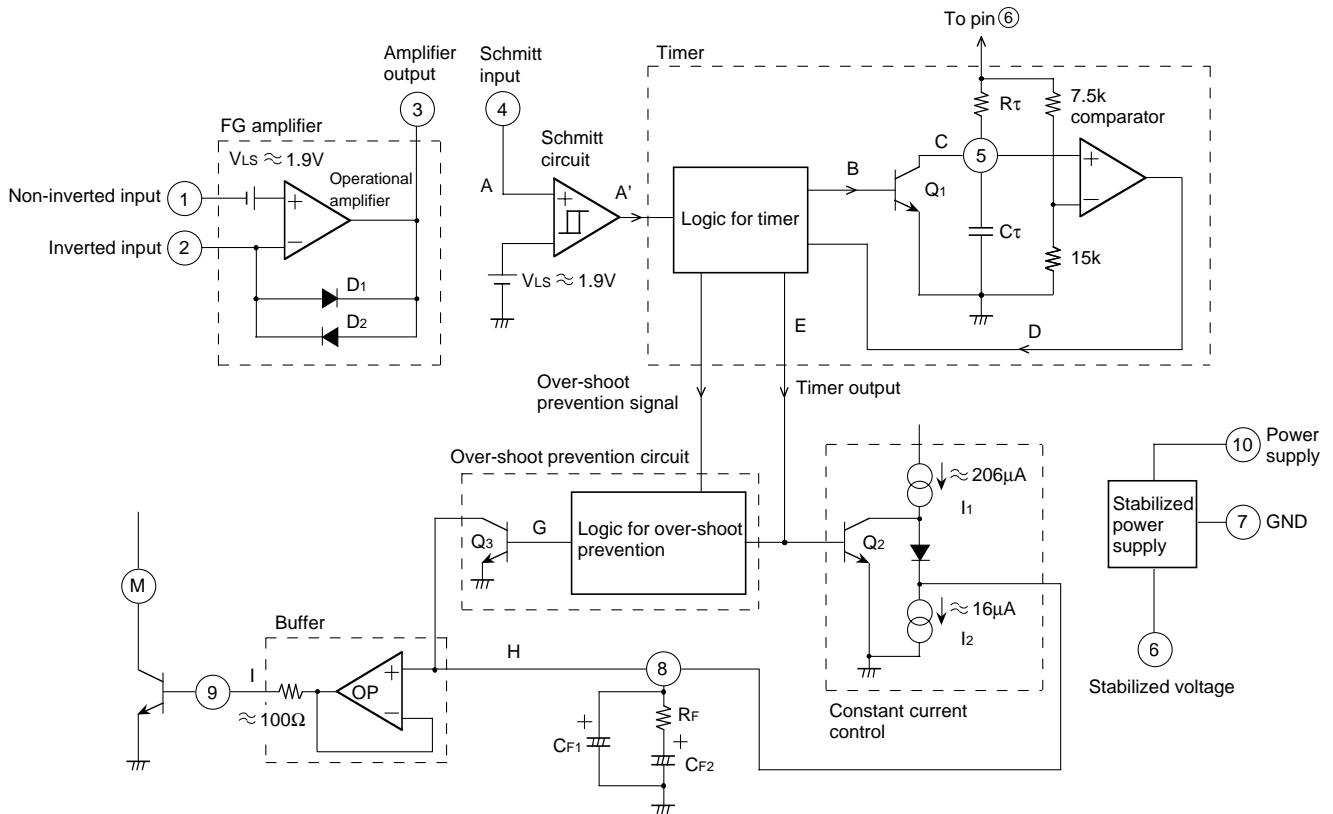 To pin ⑥
Amplifier
output
Schmitt
input
Timer
3
4
Rτ
7.5k
comparator
FG amplifier
VLS ≈ 1.9V
Schmitt
circuit
C
5
+
−
Non-inverted input
1
+
−
Operational
amplifier
A
A'
+
Logic for timer
B
Q1
Inverted input
2
Cτ
15k
VLS ≈ 1.9V
D1
D2
E
D
Over-shoot
prevention signal
Timer output
Over-shoot prevention circuit
≈ 206μA
I1
10
Power
supply
Stabilized
power
supply
7
GND
Q3
G
Logic for over-shoot
prevention
Q2
M
≈ 16μA
I2
Buffer
H
8
6
Stabilized voltage
9
I
≈ 100Ω
OP
+
−
RF
+
CF1
+
CF2
Constant current
control